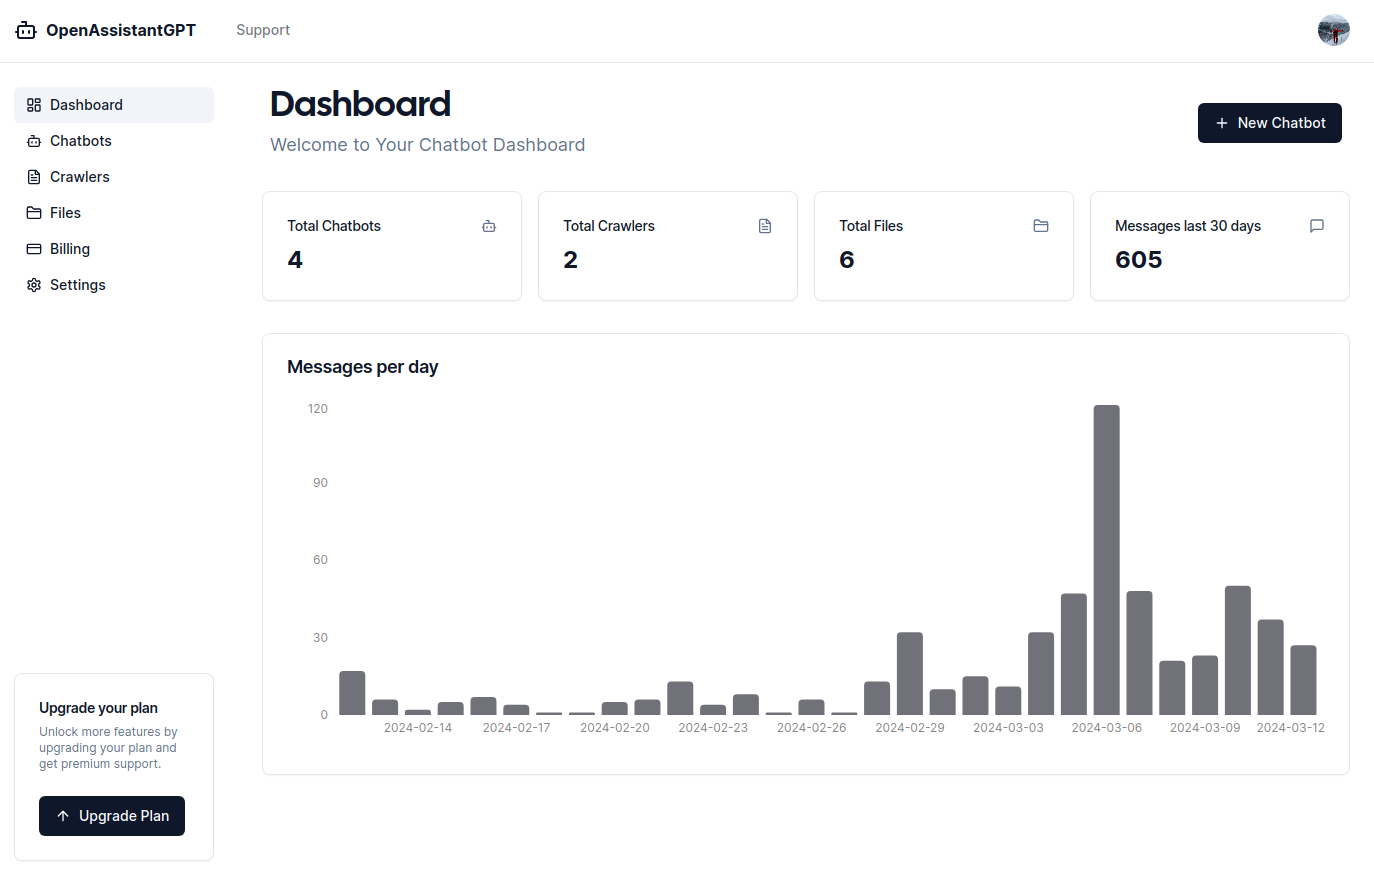 OpenAssistantGPT
Support
Dashboard
Chatbots
Crawlers
Files
Billing
Settings
Upgrade your plan
Unlock more features by
upgrading your plan and
get premium support.
Upgrade Plan
Dashboard
Welcome to Your Chatbot Dashboard
New Chatbot
Total Chatbots
4
Total Crawlers
2
Total Files
6
Messages last 30 days
605
Messages per day
120
90
60
30
0
2024-02-14 2024-02-17 2024-02-20 2024-02-23 2024-02-26 2024-02-29 2024-03-03 2024-03-06 2024-03-09 2024-03-12